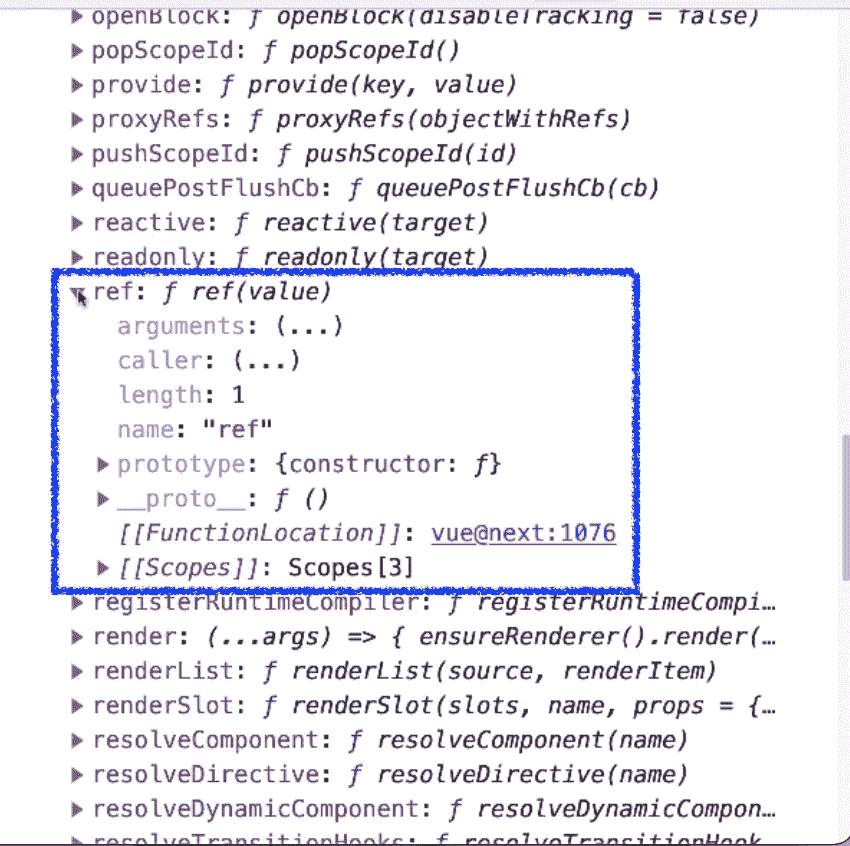 openBlock: ƒ openBlock(disableTracking = false)
popScopeId: ƒ popScopeId()
provide: ƒ provide(key, value)
proxyRefs: ƒ proxyRefs(objectWithRefs)
pushScopeId: ƒ pushScopeId(id)
queuePostFlushCb: ƒ queuePostFlushCb(cb)
reactive: ƒ reactive(target)
readonly: ƒ readonly(target)
ref: ƒ ref(value)
arguments: (...)
caller: (...)
length: 1
name: "ref"
prototype: {constructor: ƒ}
__proto__: ƒ ()
[[FunctionLocation]]: vue@next:1076
[[Scopes]]: Scopes[3]
registerRuntimeCompiler: ƒ registerRuntimeCompi…
render: (...args) => { ensureRenderer().render(…
renderList: ƒ renderList(source, renderItem)
renderSlot: ƒ renderSlot(slots, name, props = {…
resolveComponent: ƒ resolveComponent(name)
resolveDirective: ƒ resolveDirective(name)
resolveDynamicComponent: ƒ resolveDynamicCompon…
resolveTransitionHooks: ƒ resolveTransitionHook